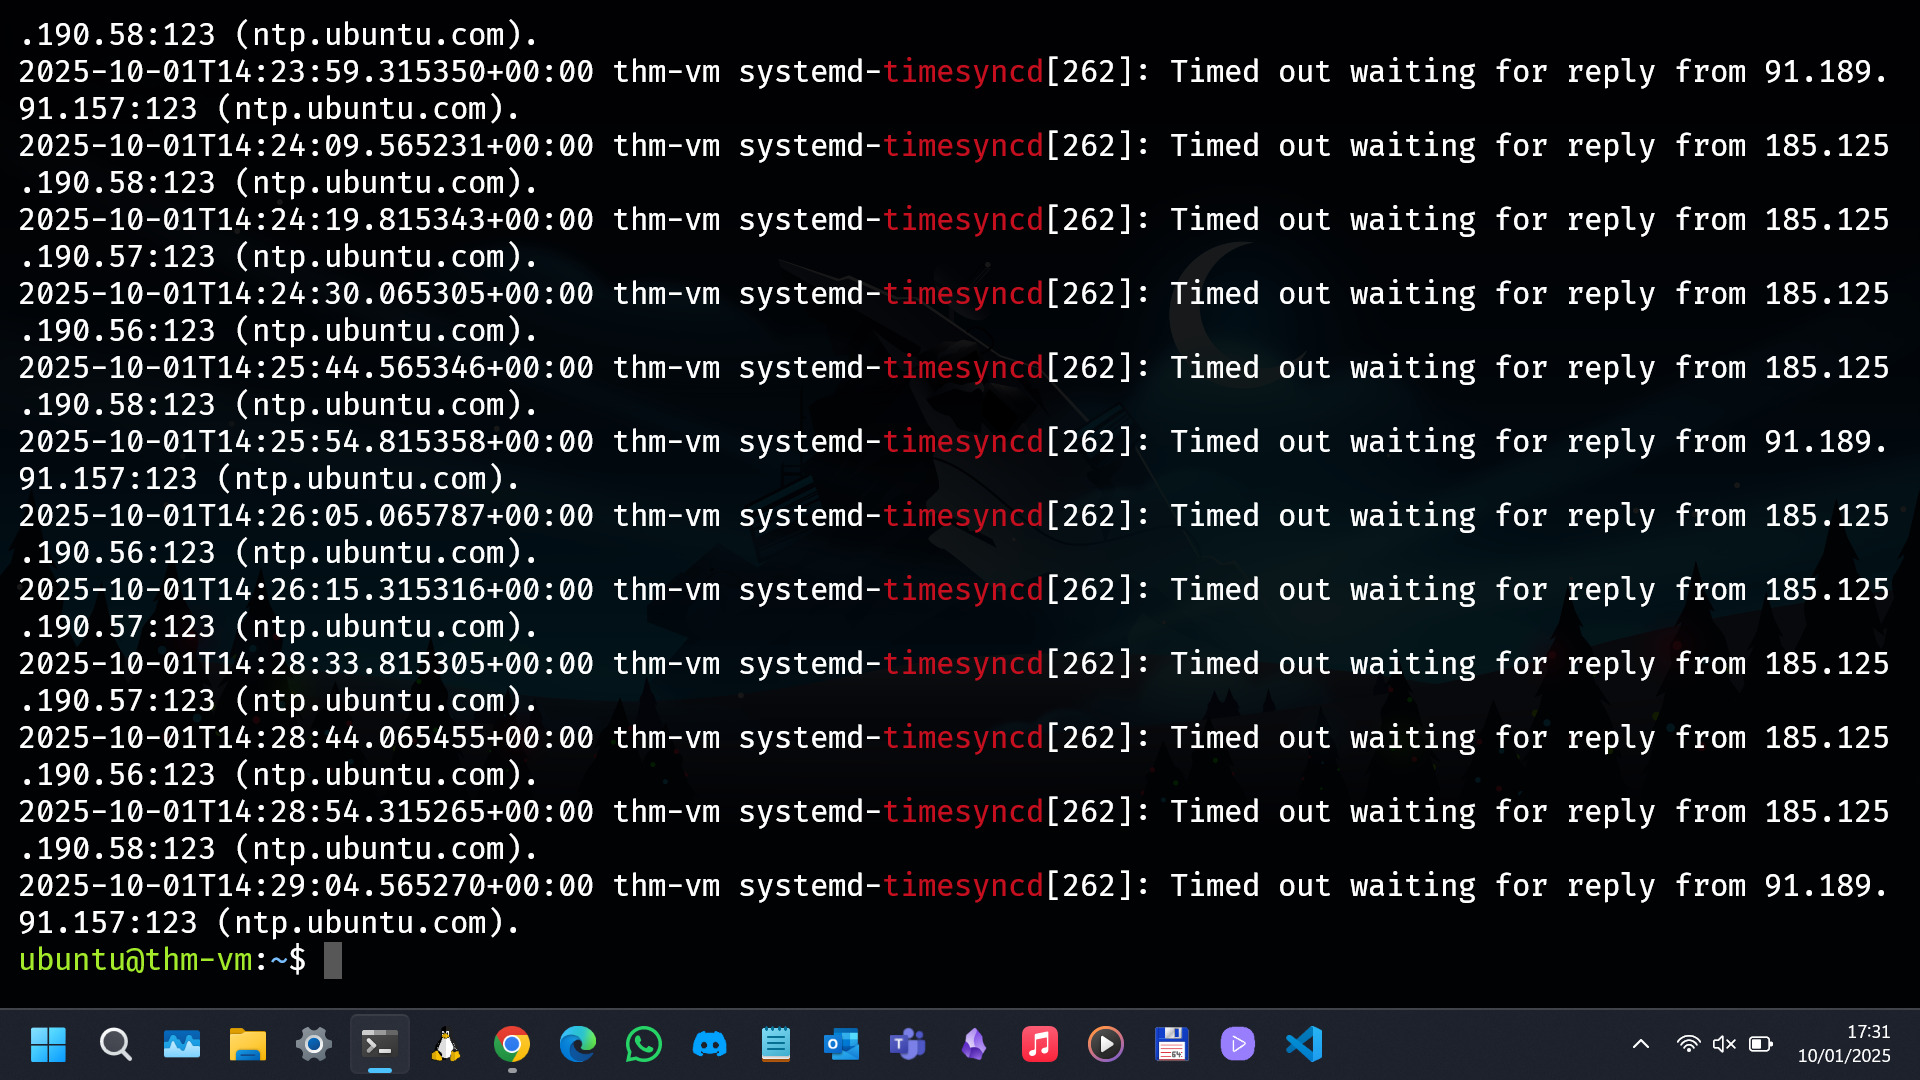 .190.58:123 (ntp.ubuntu.com).
2025-10-01T14:23:59.315350+00:00 thm-vm systemd-timesyncd[262]: Timed out waiting for reply from 91.189.
91.157:123 (ntp.ubuntu.com).
2025-10-01T14:24:09.565231+00:00 thm-vm systemd-timesyncd[262]: Timed out waiting for reply from 185.125
.190.58:123 (ntp.ubuntu.com).
2025-10-01T14:24:19.815343+00:00 thm-vm systemd-timesyncd[262]: Timed out waiting for reply from 185.125
.190.57:123 (ntp.ubuntu.com).
2025-10-01T14:24:30.065305+00:00 thm-vm systemd-timesyncd[262]: Timed out waiting for reply from 185.125
.190.56:123 (ntp.ubuntu.com).
2025-10-01T14:25:44.565346+00:00 thm-vm systemd-timesyncd[262]: Timed out waiting for reply from 185.125
.190.58:123 (ntp.ubuntu.com).
2025-10-01T14:25:54.815358+00:00 thm-vm systemd-timesyncd[262]: Timed out waiting for reply from 91.189.
91.157:123 (ntp.ubuntu.com).
2025-10-01T14:26:05.065787+00:00 thm-vm systemd-timesyncd[262]: Timed out waiting for reply from 185.125
.190.56:123 (ntp.ubuntu.com).
2025-10-01T14:26:15.315316+00:00 thm-vm systemd-timesyncd[262]: Timed out waiting for reply from 185.125
.190.57:123 (ntp.ubuntu.com).
2025-10-01T14:28:33.815305+00:00 thm-vm systemd-timesyncd[262]: Timed out waiting for reply from 185.125
.190.57:123 (ntp.ubuntu.com).
2025-10-01T14:28:44.065455+00:00 thm-vm systemd-timesyncd[262]: Timed out waiting for reply from 185.125
.190.56:123 (ntp.ubuntu.com).
2025-10-01T14:28:54.315265+00:00 thm-vm systemd-timesyncd[262]: Timed out waiting for reply from 185.125
.190.58:123 (ntp.ubuntu.com).
2025-10-01T14:29:04.565270+00:00 thm-vm systemd-timesyncd[262]: Timed out waiting for reply from 91.189.
91.157:123 (ntp.ubuntu.com).
ubuntu@thm-vm:~$
17:31
10/01/2025